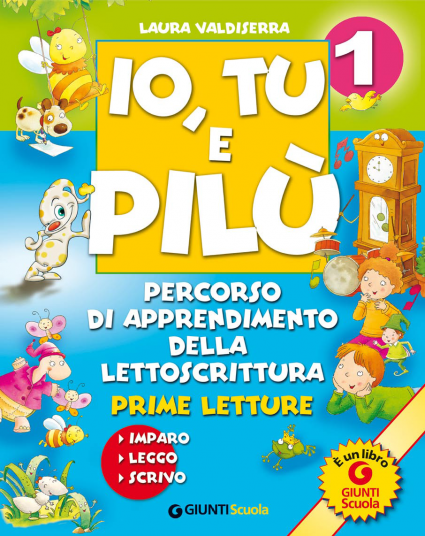 LAURA VALDISERRA
1
IO, TU
E
PILÙ
PERCORSO
DI APPRENDIMENTO
DELLA
LETTOSCRITTURA
PRIME LETTURE
IMPARO
LEGGO
SCRIVO
GIUNTI Scuola
È un libro
GIUNTI
Scuola